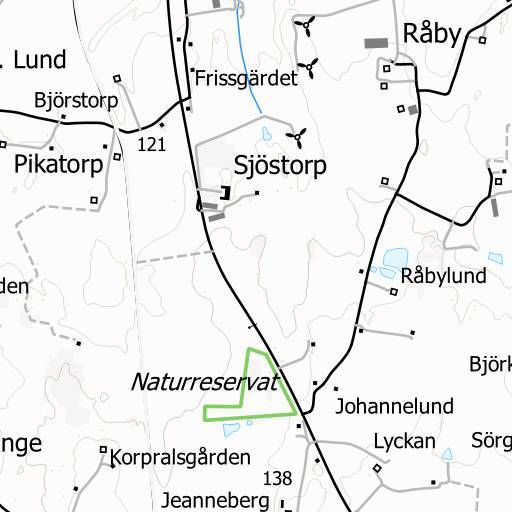 Råby
. Lund
Frissgärdet
Björstorp
121
Pikatorp
Sjöstorp
Råbylund
den
Björk
Naturreservat
Johannelund
Lyckan
Sörg
nge
Korpralsgården
138
Jeanneberg